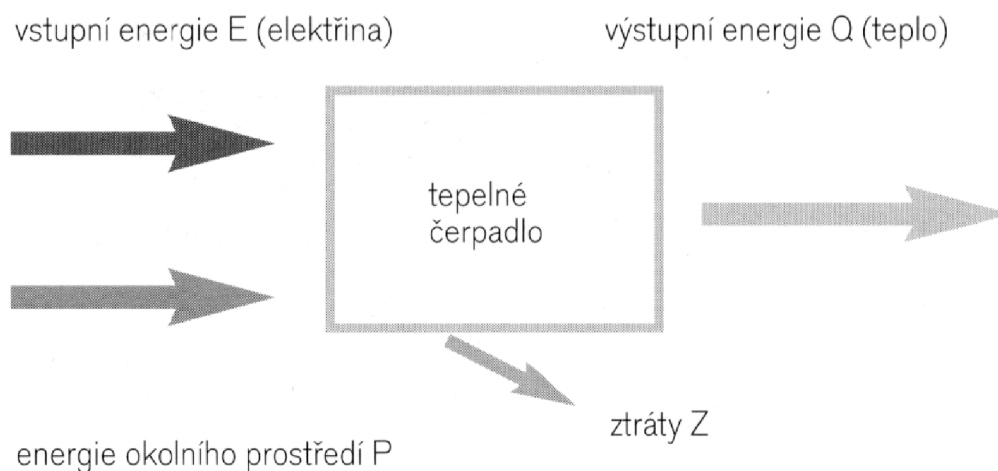 vstupní energie E (elektřina)
výstupní energie Q (teplo)
tepelné
čerpadlo
ztráty Z
energie okolního prostředí P